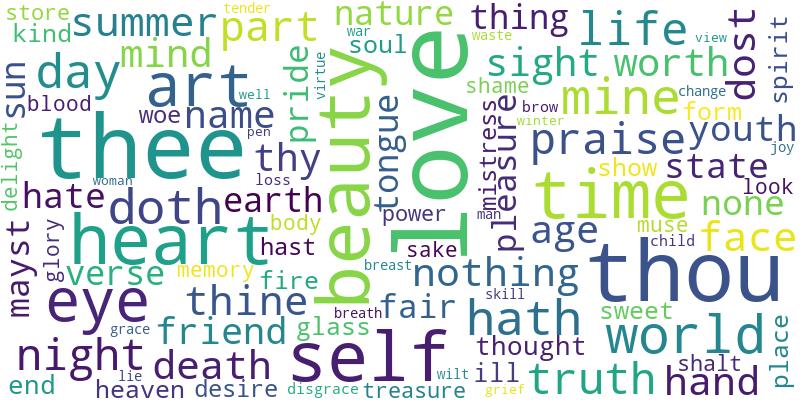 store
tender
kind
summer
part
nature
thing
life
dost
spirit
war
waste
view
soul
mind
sun
day
art
pride
virtue
beauty
love
sight
worth
shame
mine
change
well
blood
woe
name
tongue
mistress
pleasure
brow
form
winter
praise
youth
joy
pen
thee
thy
delight
woman
loss
show
state
look
hate
doth
earth
time
none
power
man
muse
mayst
glory
heart
body
hast
sake
age
child
face
verse
memory
fire
breast
nothing
thou
eye
thine
skill
breath
fair
hath
sweet
grace
friend
glass
world
place
night
death
self
thought
shalt
end
lie
heaven
desire
disgrace
treasure
wilt
ill
grief
truth
hand